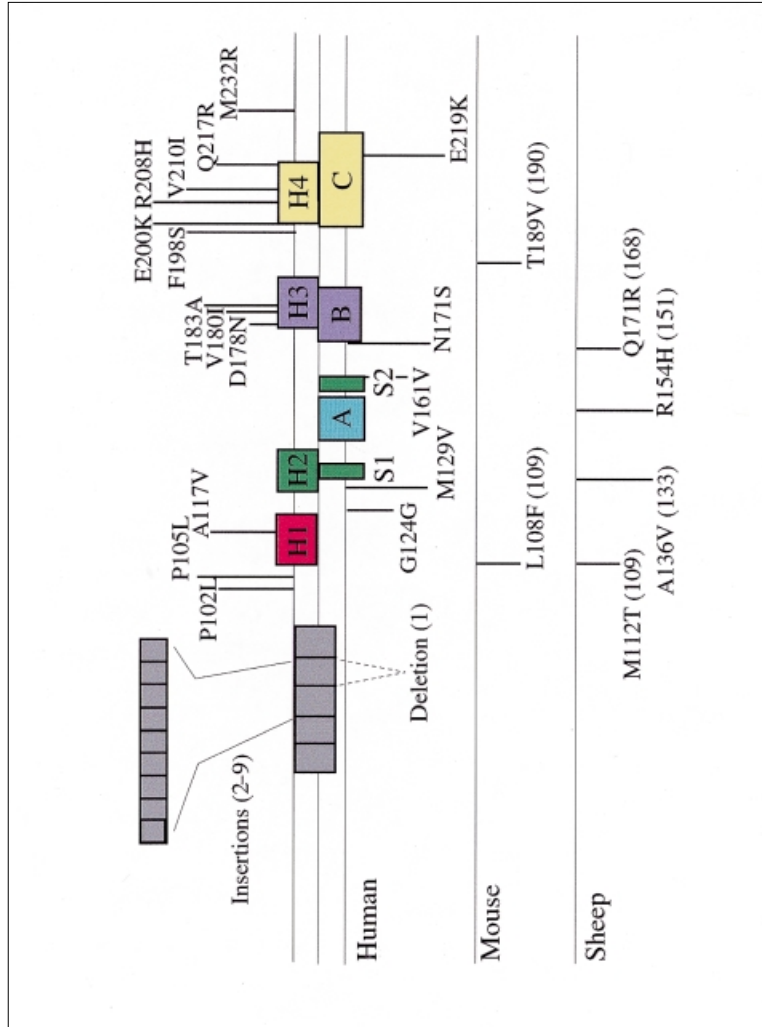 Insertions (2-9)
P102L
P105L
A117V
D178N
V180I
T183A
F198S
E200K
R208H
V210I
Q217R
M232R
H1
H2
H3
H4
A
B
C
S1
S2
Deletion (1)
G124G
M129V
V161V
N171S
E219K
Human
L108F (109)
T189V (190)
Mouse
M112T (109)
A136V (133)
R154H (151)
Q171R (168)
Sheep